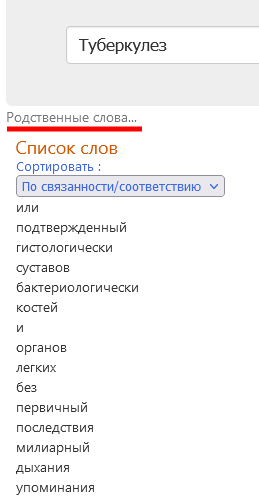 Туберкулез
Родственные слова...
Список слов
Сортировать :
По связанности/соответствию
или
подтвержденный
гистологически
суставов
бактериологически
костей
и
органов
легких
без
первичный
последствия
милиарный
дыхания
упоминания